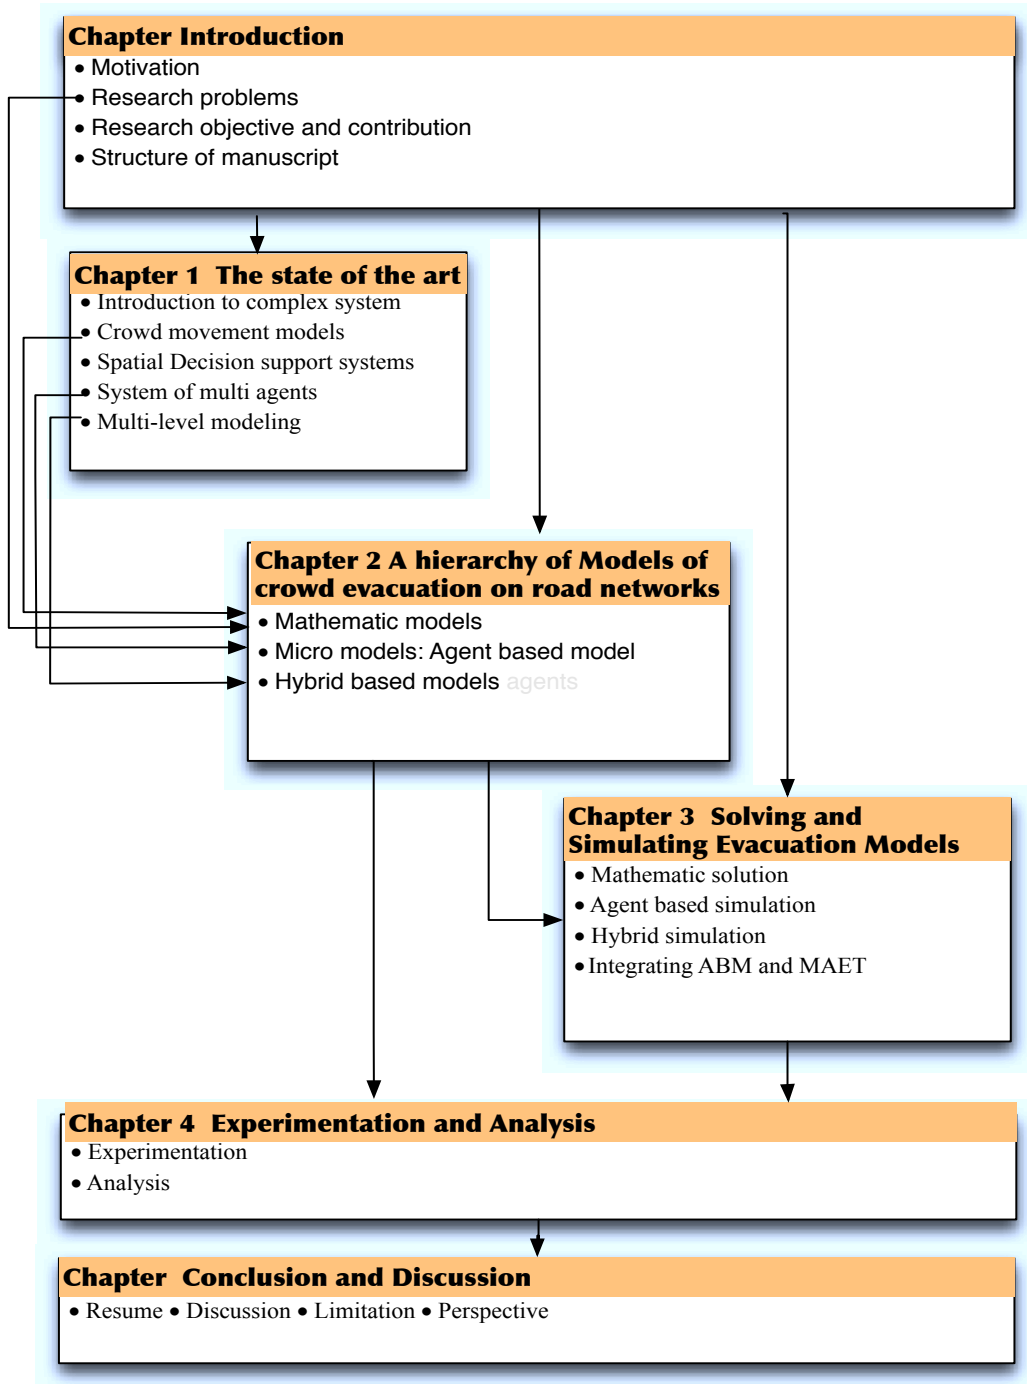 Chapter Introduction
• Motivation
• Research problems
• Research objective and contribution
• Structure of manuscript
Chapter 1 The state of the art
• Introduction to complex system
• Crowd movement models
• Spatial Decision support systems
• System of multi agents
• Multi-level modeling
Chapter 2 A hierarchy of Models of
crowd evacuation on road networks
• Mathematic models
• Micro models: Agent based model
• Hybrid based models agents
Chapter 3 Solving and
Simulating Evacuation Models
• Mathematic solution
• Agent based simulation
• Hybrid simulation
• Integrating ABM and MAET
Chapter 4 Experimentation and Analysis
• Experimentation
• Analysis
Chapter Conclusion and Discussion
• Resume • Discussion • Limitation • Perspective